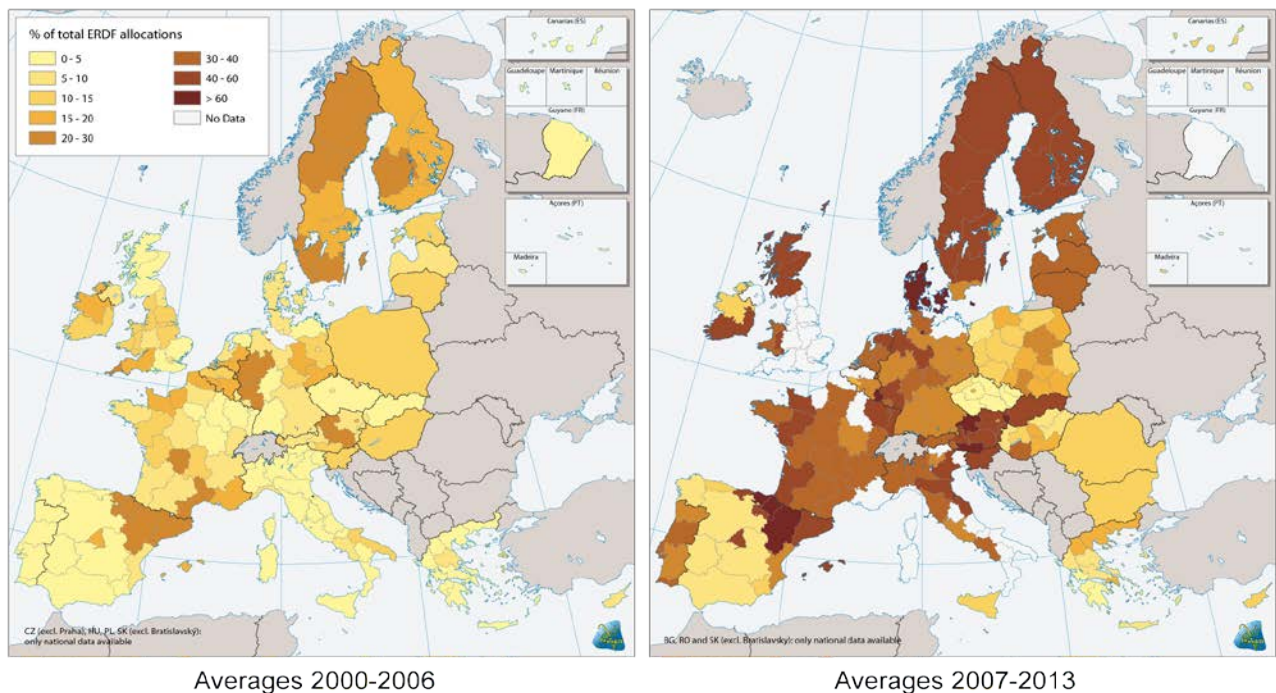 % of total ERDF allocations
0 - 5
5 - 10
10 - 15
15 - 20
20 - 30
30 - 40
40 - 60
> 60
No Data
Canarias (ES)
Guadeloupe
Martinique
Réunion
Guyane (FR)
Açores (PT)
Madeira
CZ (excl. Praha), HU, PL, SK (excl. Bratislavský):
only national data available
Averages 2000-2006
Canarias (ES)
Guadeloupe
Martinique
Réunion
Guyane (FR)
Açores (PT)
Madeira
BG, RO and SK (excl. Bratislavsky): only national data available
Averages 2007-2013